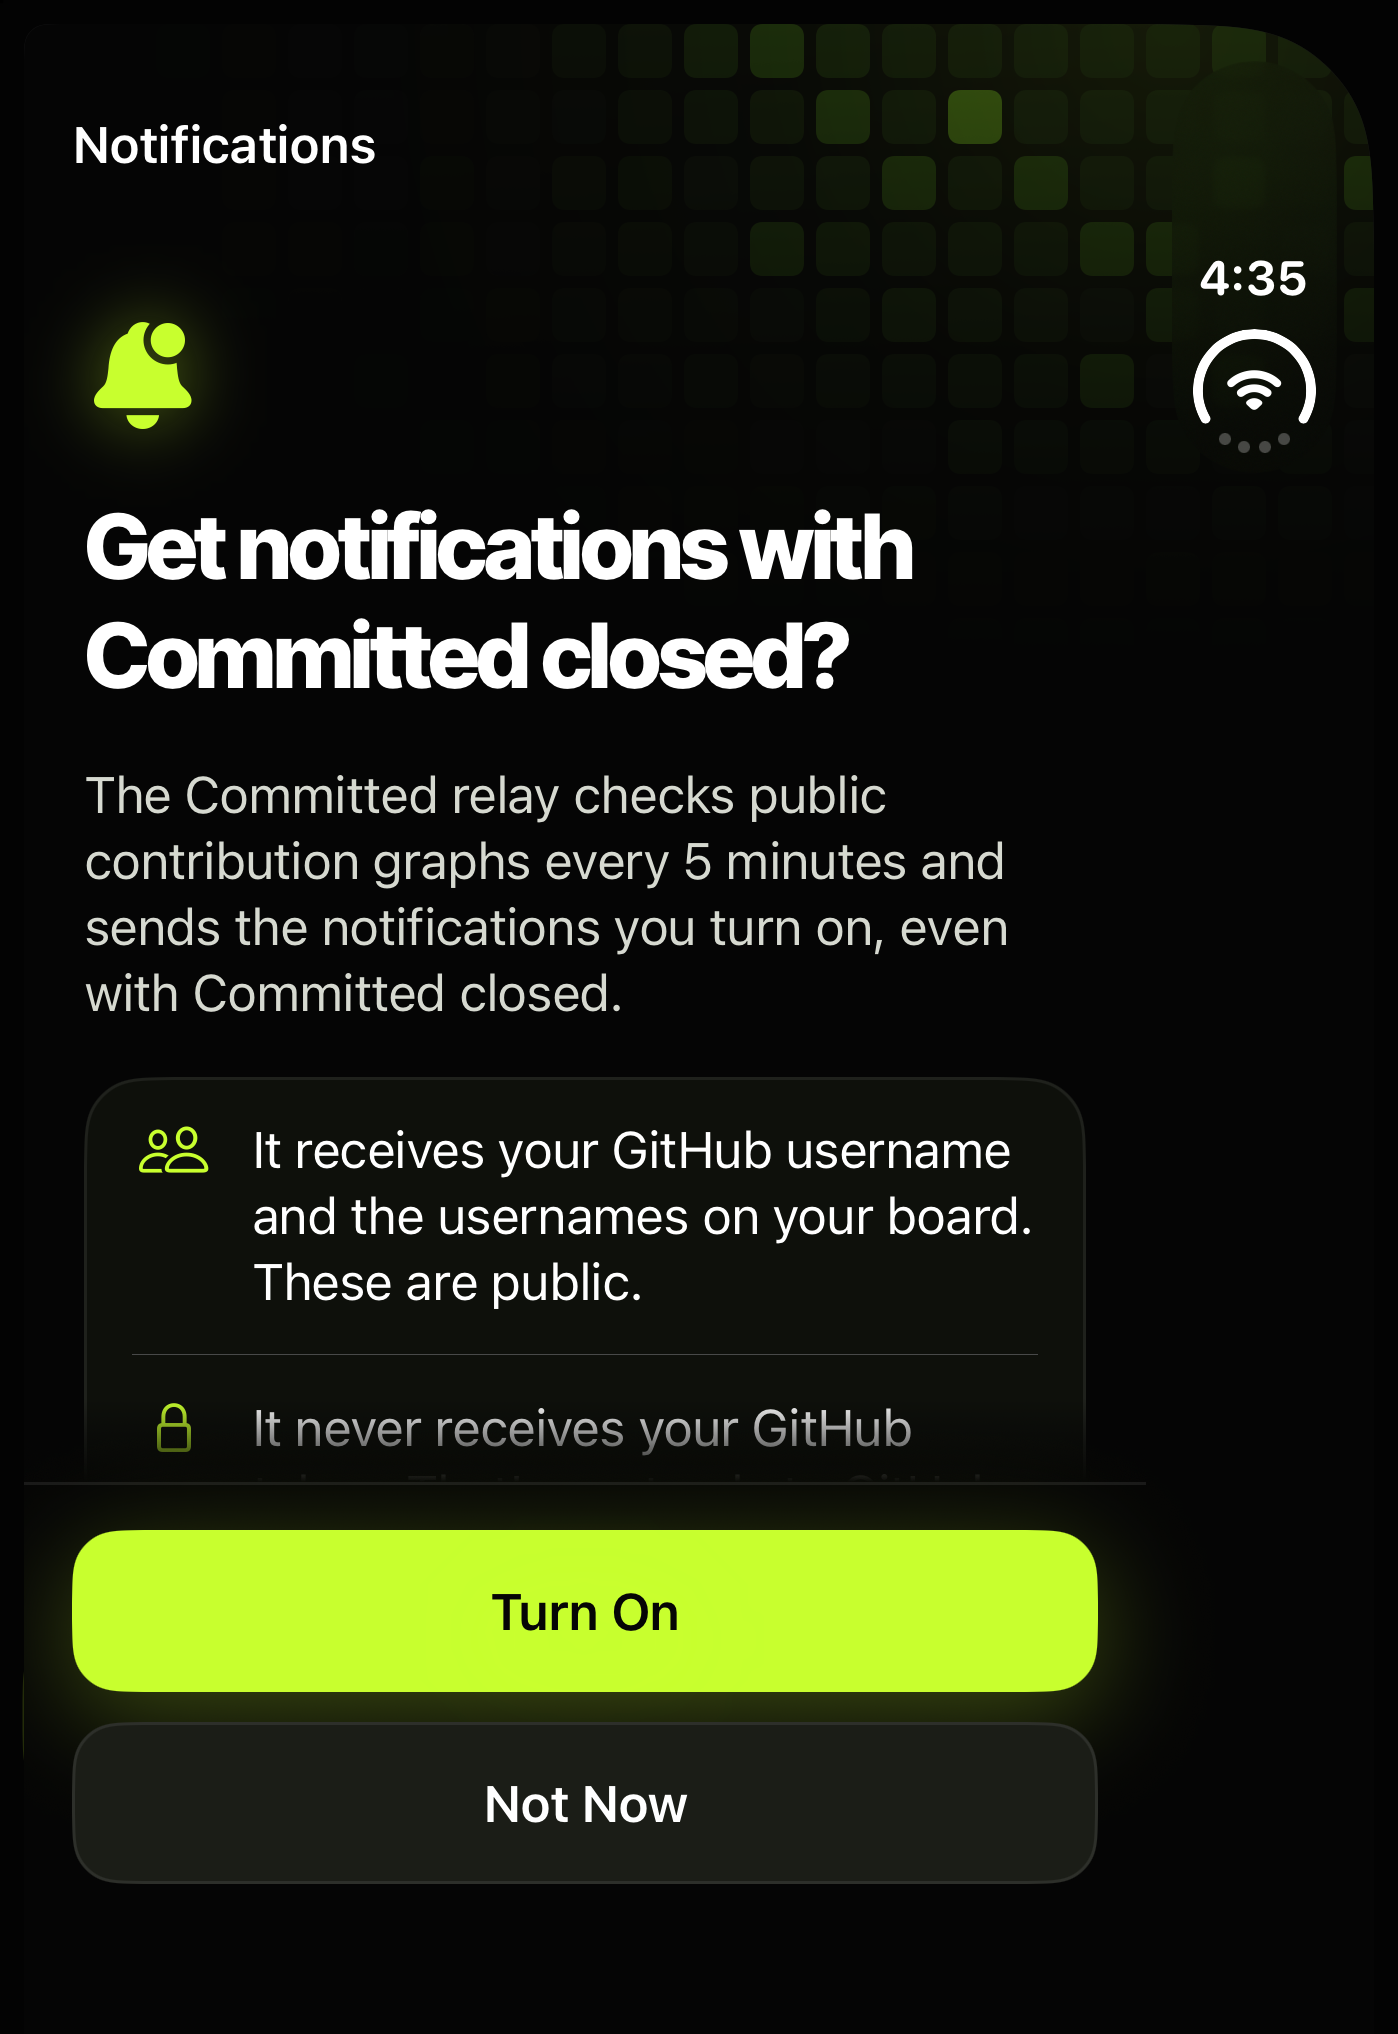 Notifications
4:35
Get notifications with
Committed closed?
The Committed relay checks public
contribution graphs every 5 minutes and
sends the notifications you turn on, even
with Committed closed.
It receives your GitHub username
and the usernames on your board.
These are public.
It never receives your GitHub
Turn On
Not Now